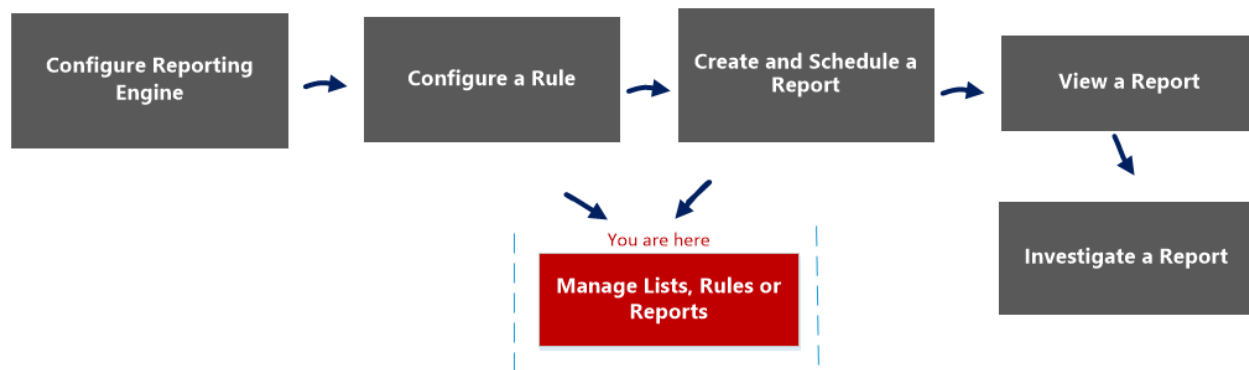 Configure Reporting
Engine
Configure a Rule
Create and Schedule a
Report
View a Report
You are here
Manage Lists, Rules or
Reports
Investigate a Report